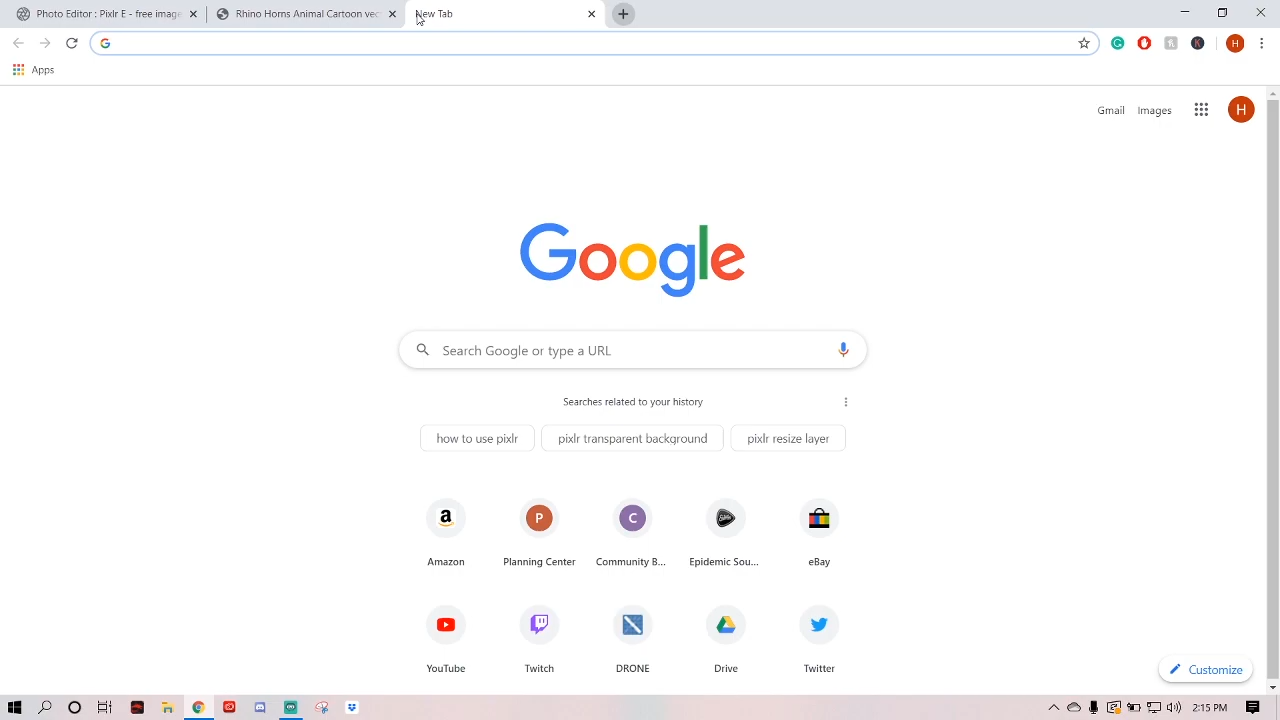 Photo Editor : Pixlr - free image
Rhino Horns Animal Cartoon vec
New Tab
Apps
Gmail
Images
H
H
Google
Search Google or type a URL
Searches related to your history
how to use pixlr
pixlr transparent background
pixlr resize layer
a
P
C
Amazon
Planning Center
Community B...
Epidemic Sou...
eBay
YouTube
Twitch
DRONE
Drive
Twitter
Customize
2:15 PM